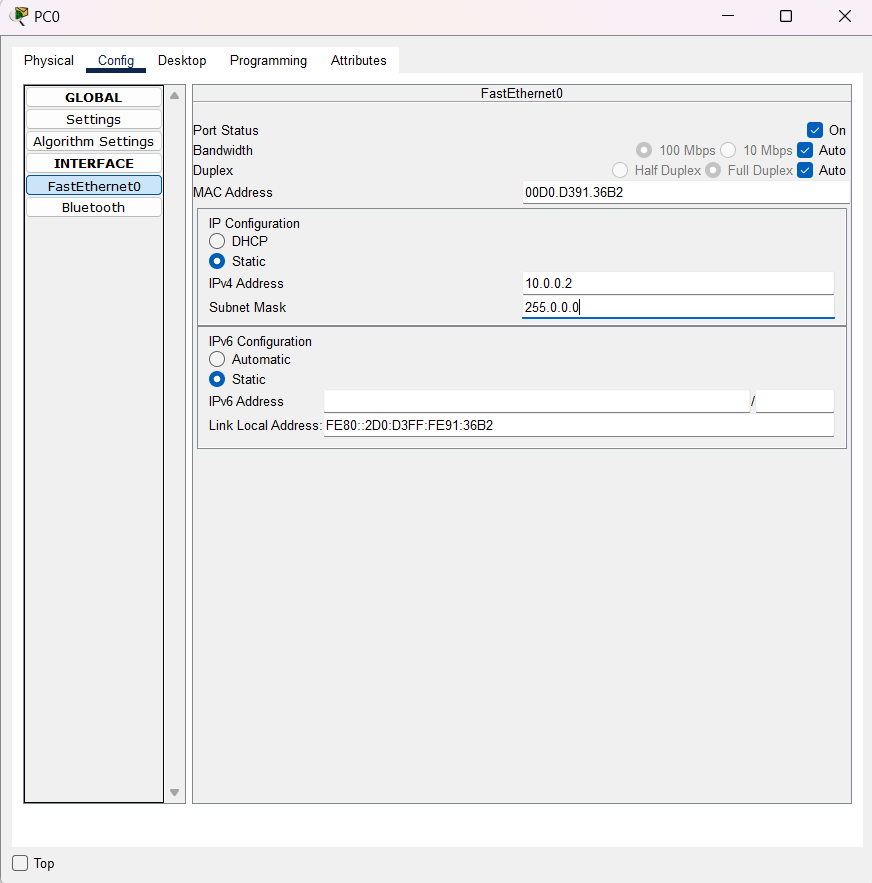 PC0
Physical Config Desktop Programming Attributes
GLOBAL
Settings
Algorithm Settings
INTERFACE
FastEthernet0
Bluetooth
FastEthernet0
Port Status On
Bandwidth 100 Mbps 10 Mbps Auto
Duplex Half Duplex Full Duplex Auto
MAC Address 00D0.D391.36B2
IP Configuration
DHCP
Static
IPv4 Address 10.0.0.2
Subnet Mask 255.0.0.0
IPv6 Configuration
Automatic
Static
IPv6 Address /
Link Local Address: FE80::2D0:D3FF:FE91:36B2
Top